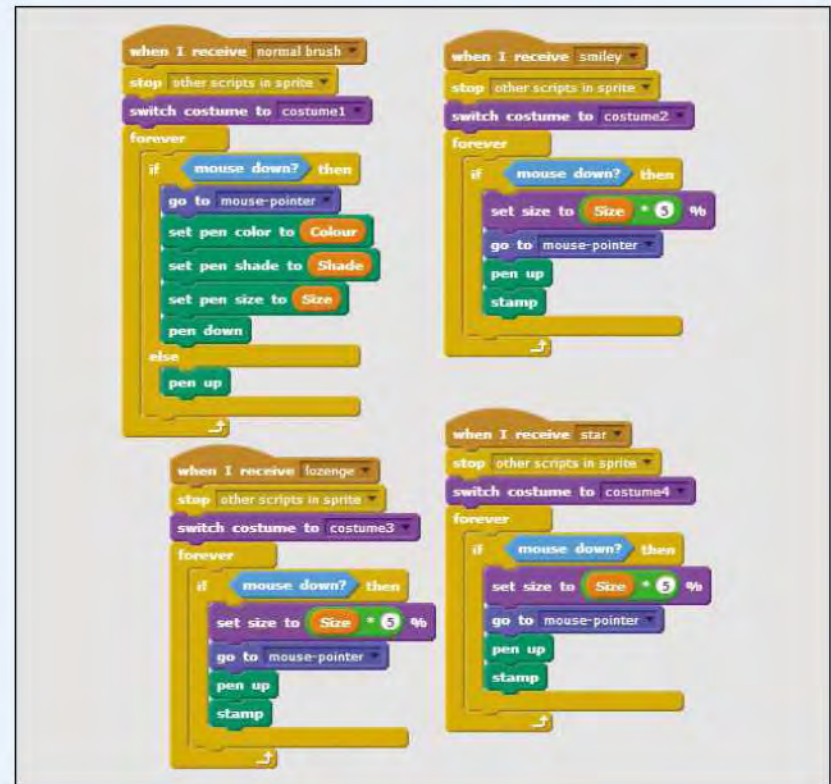 when I receive normal brush
stop other scripts in sprite
switch costume to costume1
forever
if mouse down? then
go to mouse-pointer
set pen color to Colour
set pen shade to Shade
set pen size to Size
pen down
else
pen up
when I receive smiley
stop other scripts in sprite
switch costume to costume2
forever
if mouse down? then
set size to Size * 5 %
go to mouse-pointer
pen up
stamp
when I receive lozenge
stop other scripts in sprite
switch costume to costume3
forever
if mouse down? then
set size to Size * 5 %
go to mouse-pointer
pen up
stamp
when I receive star
stop other scripts in sprite
switch costume to costume4
forever
if mouse down? then
set size to Size * 5 %
go to mouse-pointer
pen up
stamp